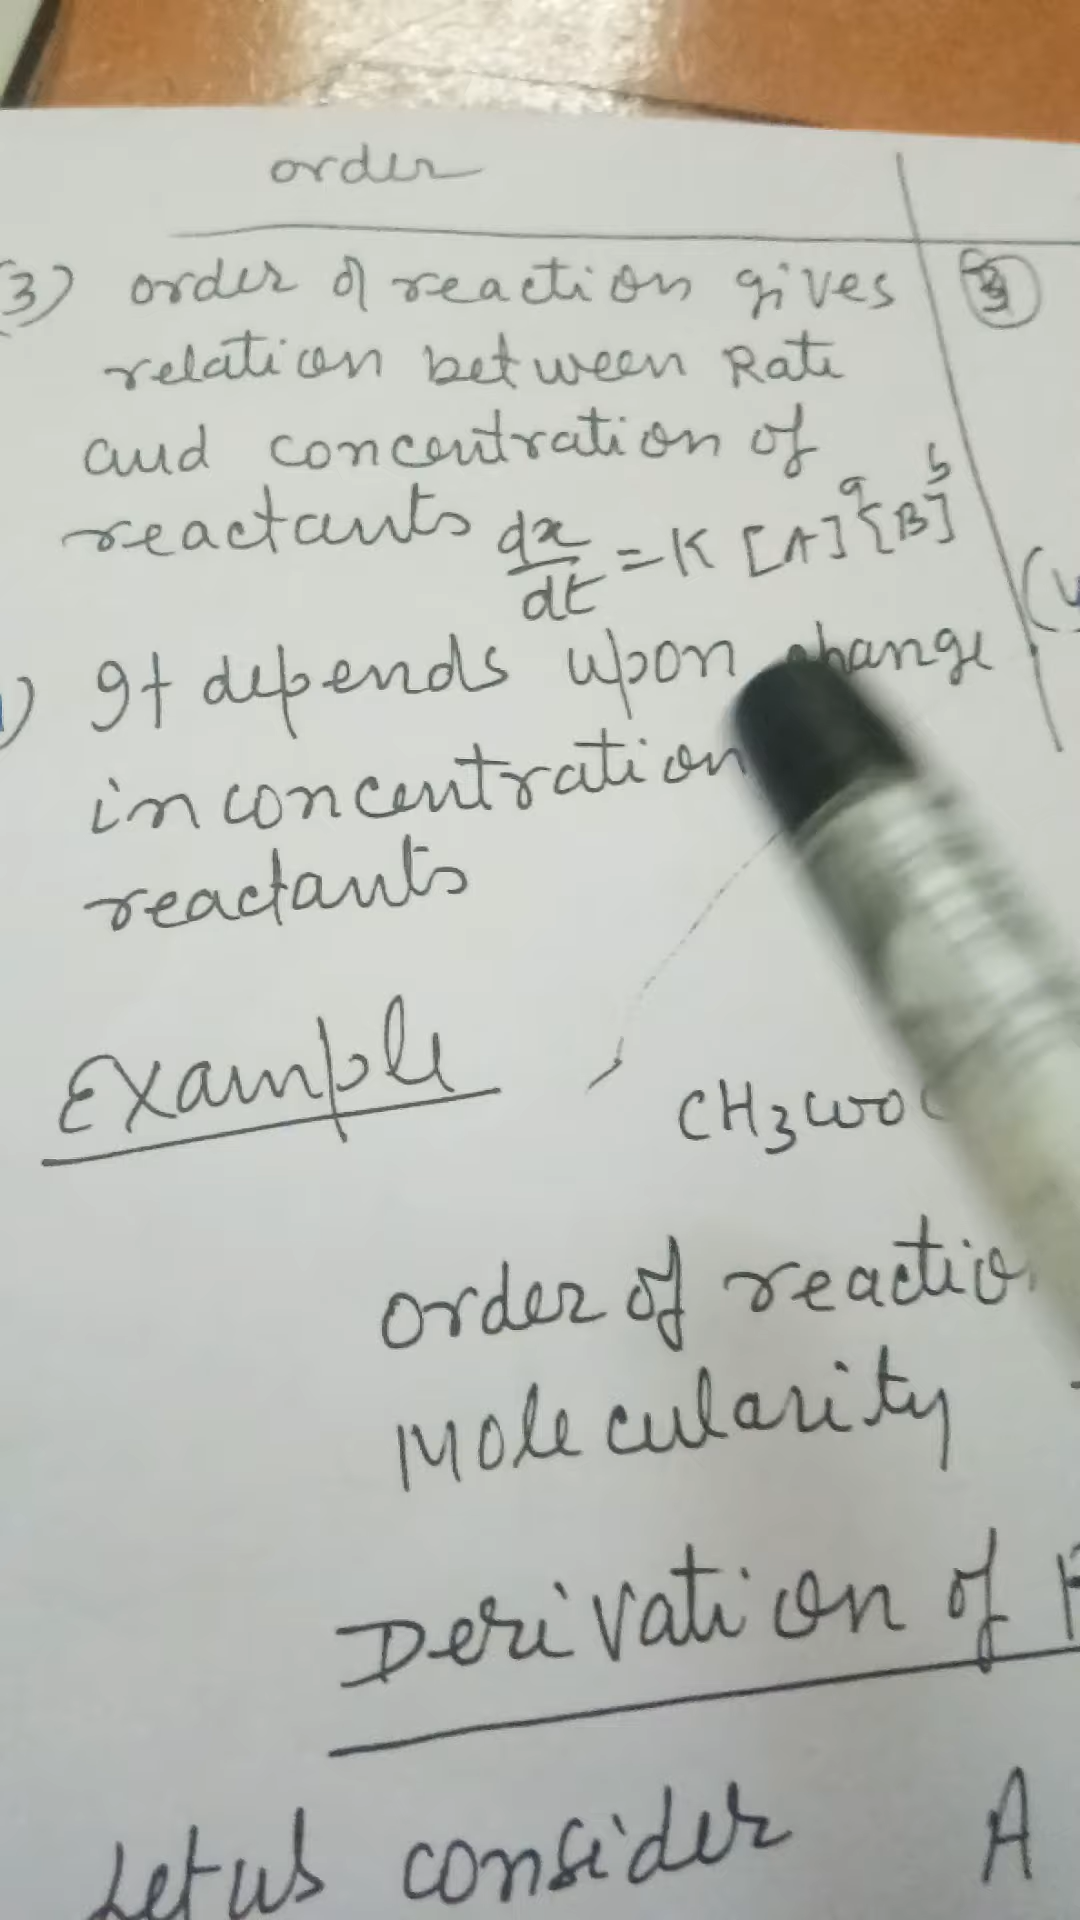 order
(3) order of reaction gives
relation between Rate
and concentration of
reactants dx/dt = K [A]^a [B]^b
It depends upon change
in concentration
reactants
Example
CH3COO
order of reactio
Molecularity
Derivation of
Let us consider A